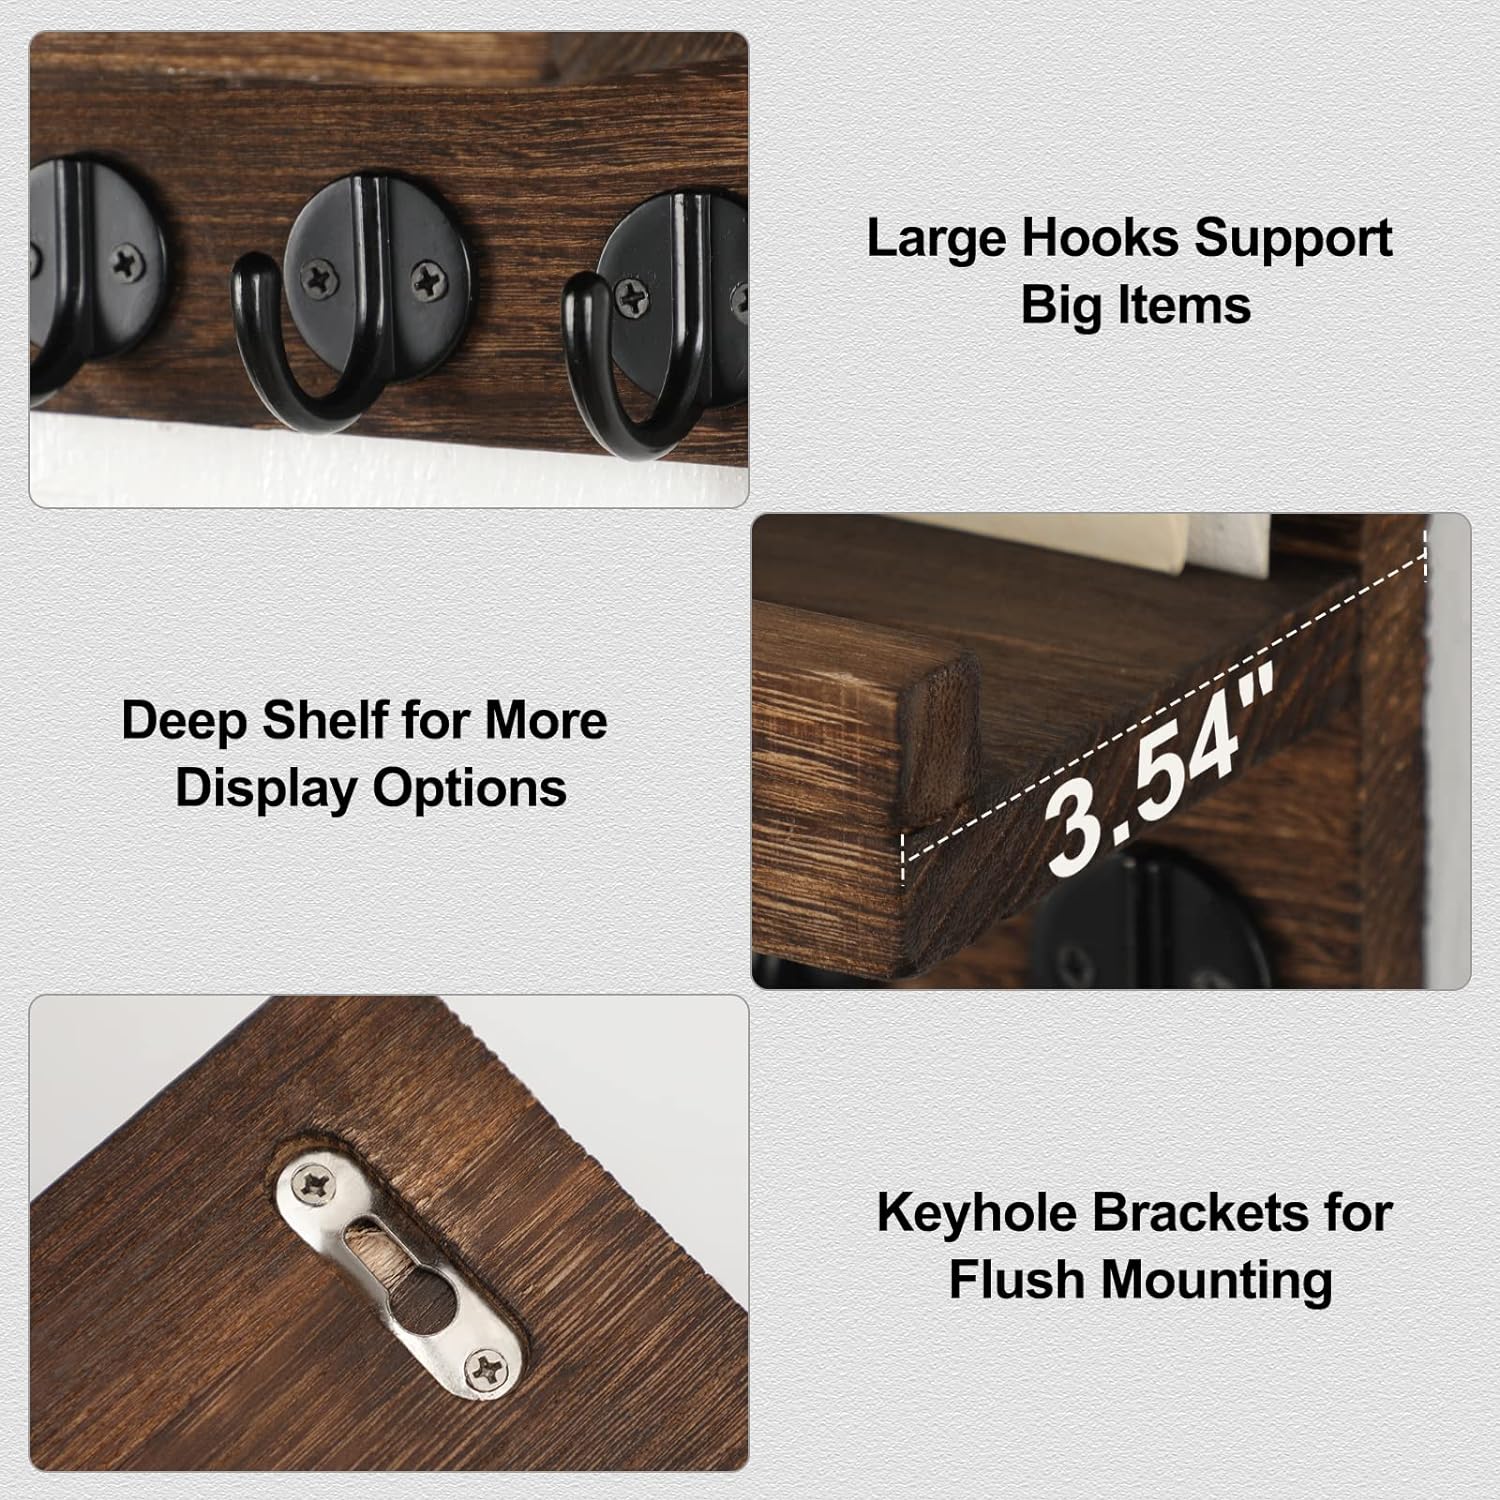 Large Hooks Support
Big Items
3.54"
Deep Shelf for More
Display Options
Keyhole Brackets for
Flush Mounting